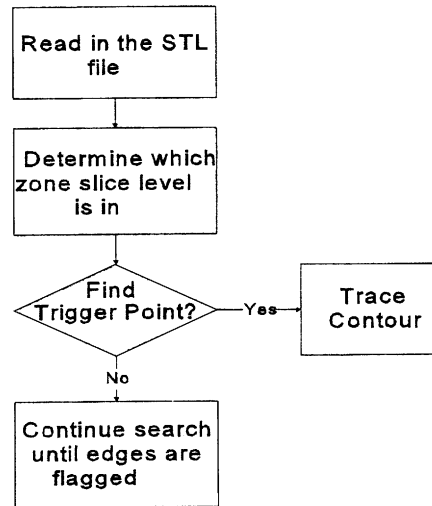 Read in the STL
file
Determine which
zone slice level
is in
Find
Trigger Point?
Yes
Trace
Contour
No
Continue search
until edges are
flagged